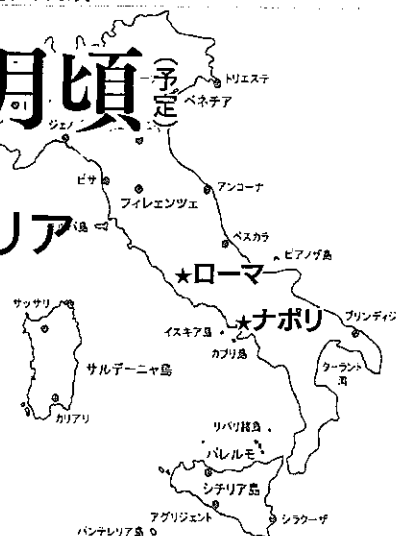 月頃
(予定)
トリエステ
ベネチア
ジェノ
ピサ
フィレンツェ
アンコーナ
リア
バ島
ペスカラ
ピアノザ島
★ローマ
サッサリ
イスキア島
★ナポリ
ブリンディジ
カプリ島
サルデーニャ島
ターラント
湾
カリアリ
リパリ諸島
パレルモ
シチリア島
アグリジェント
シラクーザ
パンテレリア島